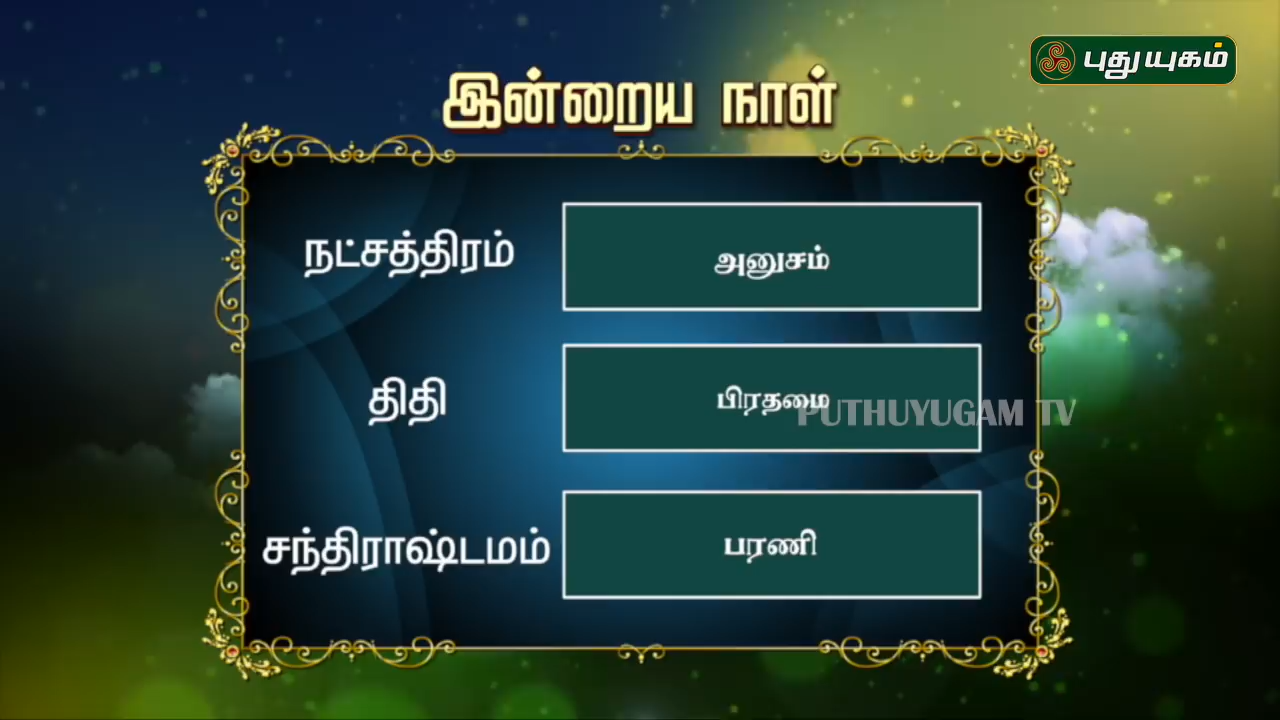 புதுயுகம்
இன்றைய நாள்
நட்சத்திரம் அனுசம்
திதி பிரதமை
PUTHUYUGAM TV
சந்திராஷ்டமம் பரணி